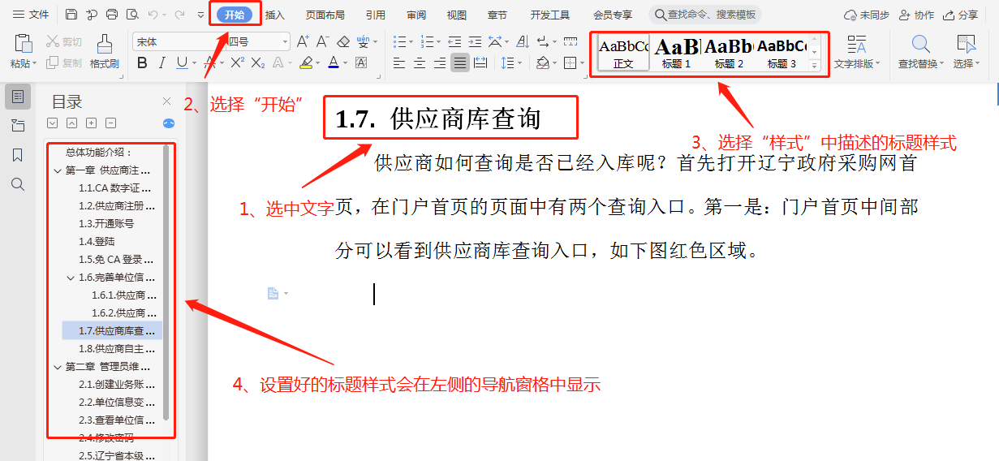 文件
开始
插入
页面布局
引用
审阅
视图
章节
开发工具
会员专享
查找命令、搜索模板
未同步
协作
分享
粘贴
剪切
复制
格式刷
宋体
四号
AaBbCc
正文
AaB
标题 1
AaBb
标题 2
AaBbC
标题 3
文字排版
查找替换
选择
目录
总体功能介绍：
第一章 供应商注...
1.1.CA 数字证 ...
1.2.供应商注册 ...
1.3.开通账号
1.4.登陆
1.5.免 CA 登录 ...
1.6.完善单位信 ...
1.6.1.供应商 ...
1.6.2.供应商 ...
1.7.供应商库查 ...
1.8.供应商自主 ...
第二章 管理员维...
2.1.创建业务账 ...
2.2.单位信息变 ...
2.3.查看单位信 ...
2.4.修改密码
2.5.辽宁省本级 ...
2、选择“开始”
1.7. 供应商库查询
3、选择“样式”中描述的标题样式
供应商如何查询是否已经入库呢？首先打开辽宁政府采购网首
1、选中文字
页，在门户首页的页面中有两个查询入口。第一是：门户首页中间部
分可以看到供应商库查询入口，如下图红色区域。
4、设置好的标题样式会在左侧的导航窗格中显示